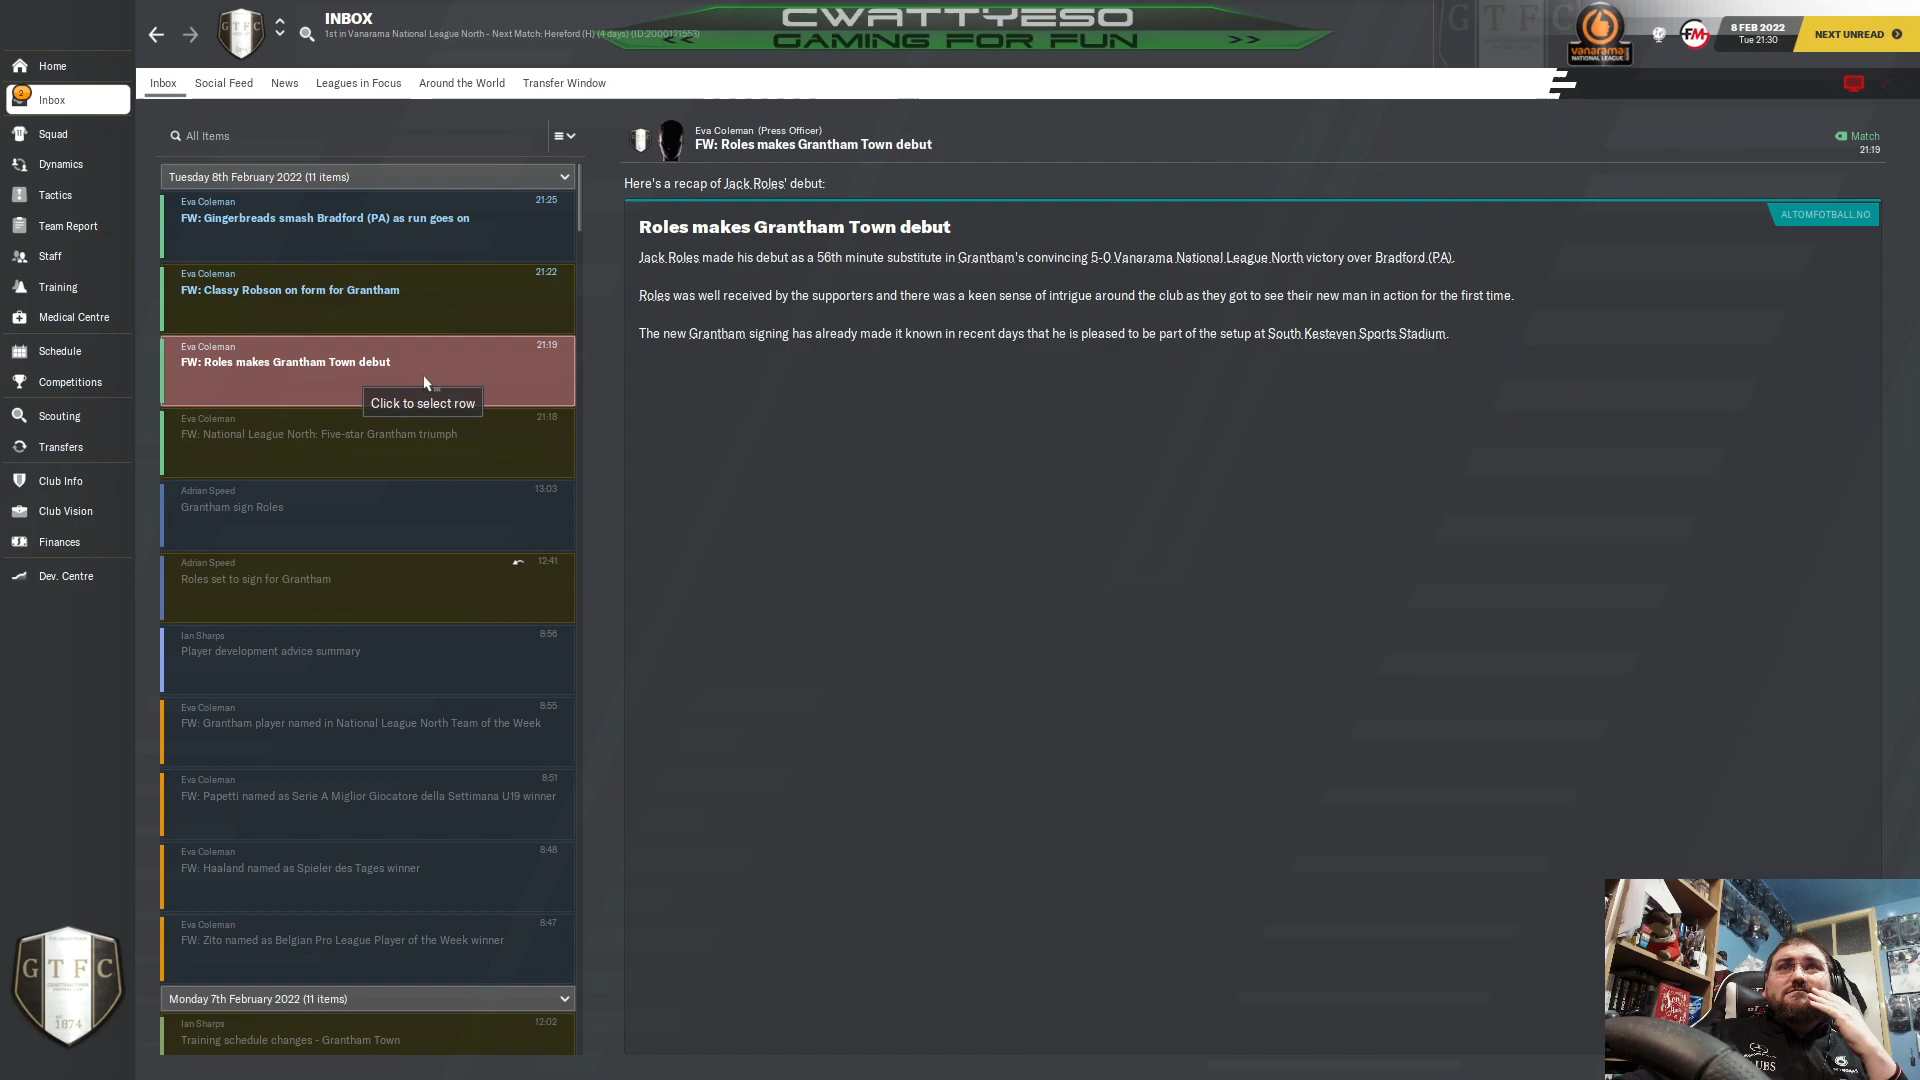 INBOX
1st in Vanarama National League North - Next Match: Hereford (H) (4 days) (ID:2000121553)
CWATTYESO
<< GAMING FOR FUN >>
8 FEB 2022
Tue 21:30
NEXT UNREAD
vanarama
NATIONAL LEAGUE
FM
GTFC
Home
2
Inbox
Squad
Dynamics
Tactics
Team Report
Staff
Training
Medical Centre
Schedule
Competitions
Scouting
Transfers
Club Info
Club Vision
Finances
Dev. Centre
GTFC
GRANTHAM TOWN
1874
Inbox
Social Feed
News
Leagues in Focus
Around the World
Transfer Window
All Items
Tuesday 8th February 2022 (11 items)
Eva Coleman 21:25
FW: Gingerbreads smash Bradford (PA) as run goes on
Eva Coleman 21:22
FW: Classy Robson on form for Grantham
Eva Coleman 21:19
FW: Roles makes Grantham Town debut
Click to select row
Eva Coleman 21:18
FW: National League North: Five-star Grantham triumph
Adrian Speed 13:03
Grantham sign Roles
Adrian Speed 12:41
Roles set to sign for Grantham
Ian Sharps 8:56
Player development advice summary
Eva Coleman 8:55
FW: Grantham player named in National League North Team of the Week
Eva Coleman 8:51
FW: Papetti named as Serie A Miglior Giocatore della Settimana U19 winner
Eva Coleman 8:48
FW: Haaland named as Spieler des Tages winner
Eva Coleman 8:47
FW: Zito named as Belgian Pro League Player of the Week winner
Monday 7th February 2022 (11 items)
Ian Sharps 12:02
Training schedule changes - Grantham Town
Eva Coleman (Press Officer)
FW: Roles makes Grantham Town debut
Match
21:19
Here's a recap of Jack Roles' debut:
ALTOMFOTBALL.NO
Roles makes Grantham Town debut
Jack Roles made his debut as a 56th minute substitute in Grantham's convincing 5-0 Vanarama National League North victory over Bradford (PA).
Roles was well received by the supporters and there was a keen sense of intrigue around the club as they got to see their new man in action for the first time.
The new Grantham signing has already made it known in recent days that he is pleased to be part of the setup at South Kesteven Sports Stadium.